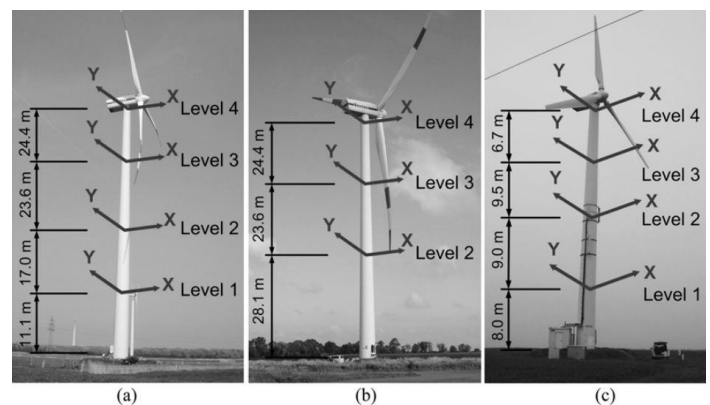 Y
X
Level 4
24.4 m
Y
X
Level 3
23.6 m
Y
X
Level 2
17.0 m
Y
X
Level 1
11.1 m
(a)
Y
X
Level 4
24.4 m
Y
X
Level 3
23.6 m
Y
X
Level 2
28.1 m
(b)
Y
X
Level 4
6.7 m
Y
X
Level 3
9.5 m
Y
X
Level 2
9.0 m
Y
X
Level 1
8.0 m
(c)